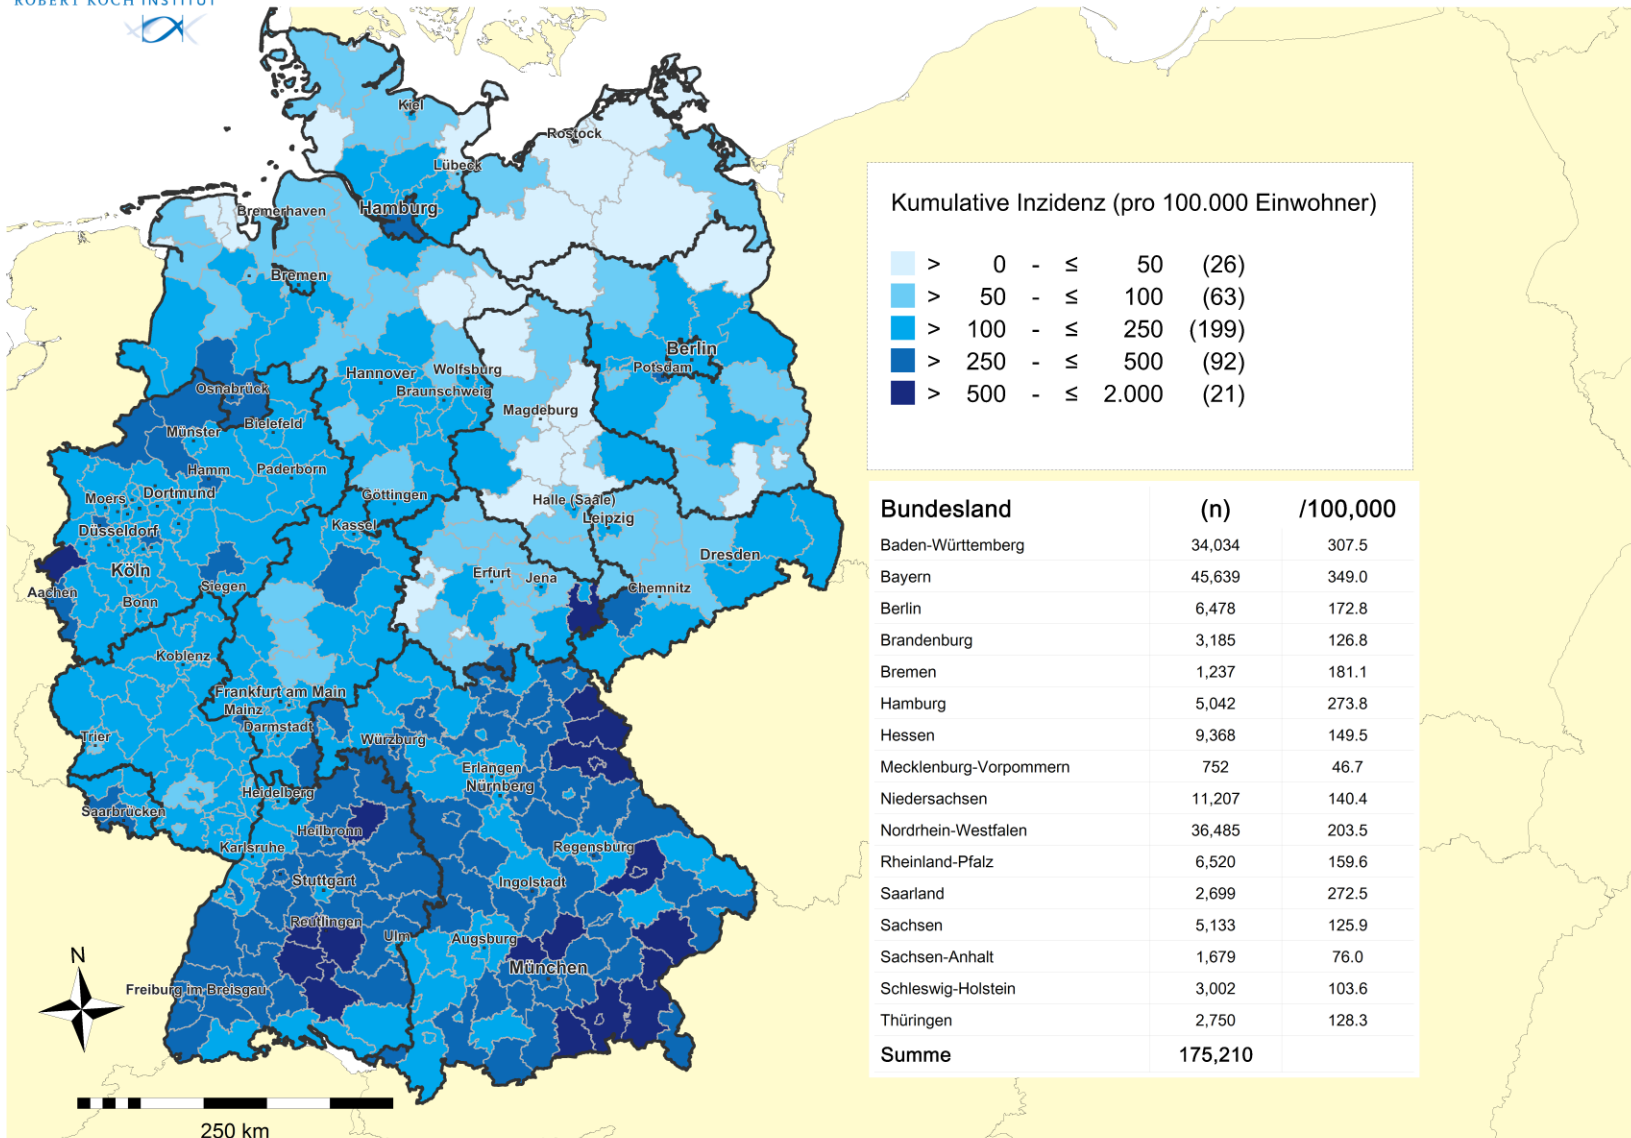 ROBERT KOCH INSTITUT
Kiel
Rostock
Lübeck
Bremerhaven
Hamburg
Bremen
Berlin
Potsdam
Hannover
Wolfsburg
Braunschweig
Osnabrück
Magdeburg
Bielefeld
Münster
Hamm
Paderborn
Moers
Dortmund
Göttingen
Halle (Saale)
Leipzig
Düsseldorf
Kassel
Dresden
Köln
Erfurt
Jena
Aachen
Siegen
Chemnitz
Bonn
Koblenz
Frankfurt am Main
Mainz
Darmstadt
Trier
Würzburg
Erlangen
Nürnberg
Heidelberg
Saarbrücken
Heilbronn
Karlsruhe
Regensburg
Stuttgart
Ingolstadt
Reutlingen
Ulm
Augsburg
München
Freiburg im Breisgau
N
250 km
Kumulative Inzidenz (pro 100.000 Einwohner)
> 0 - ≤ 50 (26)
> 50 - ≤ 100 (63)
> 100 - ≤ 250 (199)
> 250 - ≤ 500 (92)
> 500 - ≤ 2.000 (21)
Bundesland (n) /100,000
Baden-Württemberg 34,034 307.5
Bayern 45,639 349.0
Berlin 6,478 172.8
Brandenburg 3,185 126.8
Bremen 1,237 181.1
Hamburg 5,042 273.8
Hessen 9,368 149.5
Mecklenburg-Vorpommern 752 46.7
Niedersachsen 11,207 140.4
Nordrhein-Westfalen 36,485 203.5
Rheinland-Pfalz 6,520 159.6
Saarland 2,699 272.5
Sachsen 5,133 125.9
Sachsen-Anhalt 1,679 76.0
Schleswig-Holstein 3,002 103.6
Thüringen 2,750 128.3
Summe 175,210